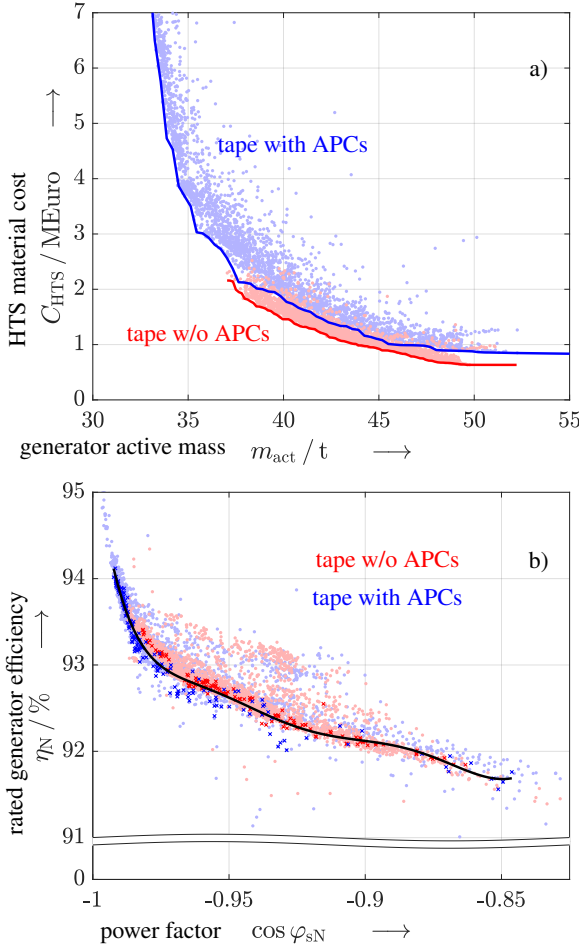 7
6
5
4
3
2
1
0
HTS material cost
C_HTS / MEuro ⟶
a)
tape with APCs
tape w/o APCs
30 35 40 45 50 55
generator active mass m_act / t ⟶
95
94
93
92
91
0
rated generator efficiency
η_N / % ⟶
tape w/o APCs
b)
tape with APCs
-1 -0.95 -0.9 -0.85
power factor cos φ_sN ⟶